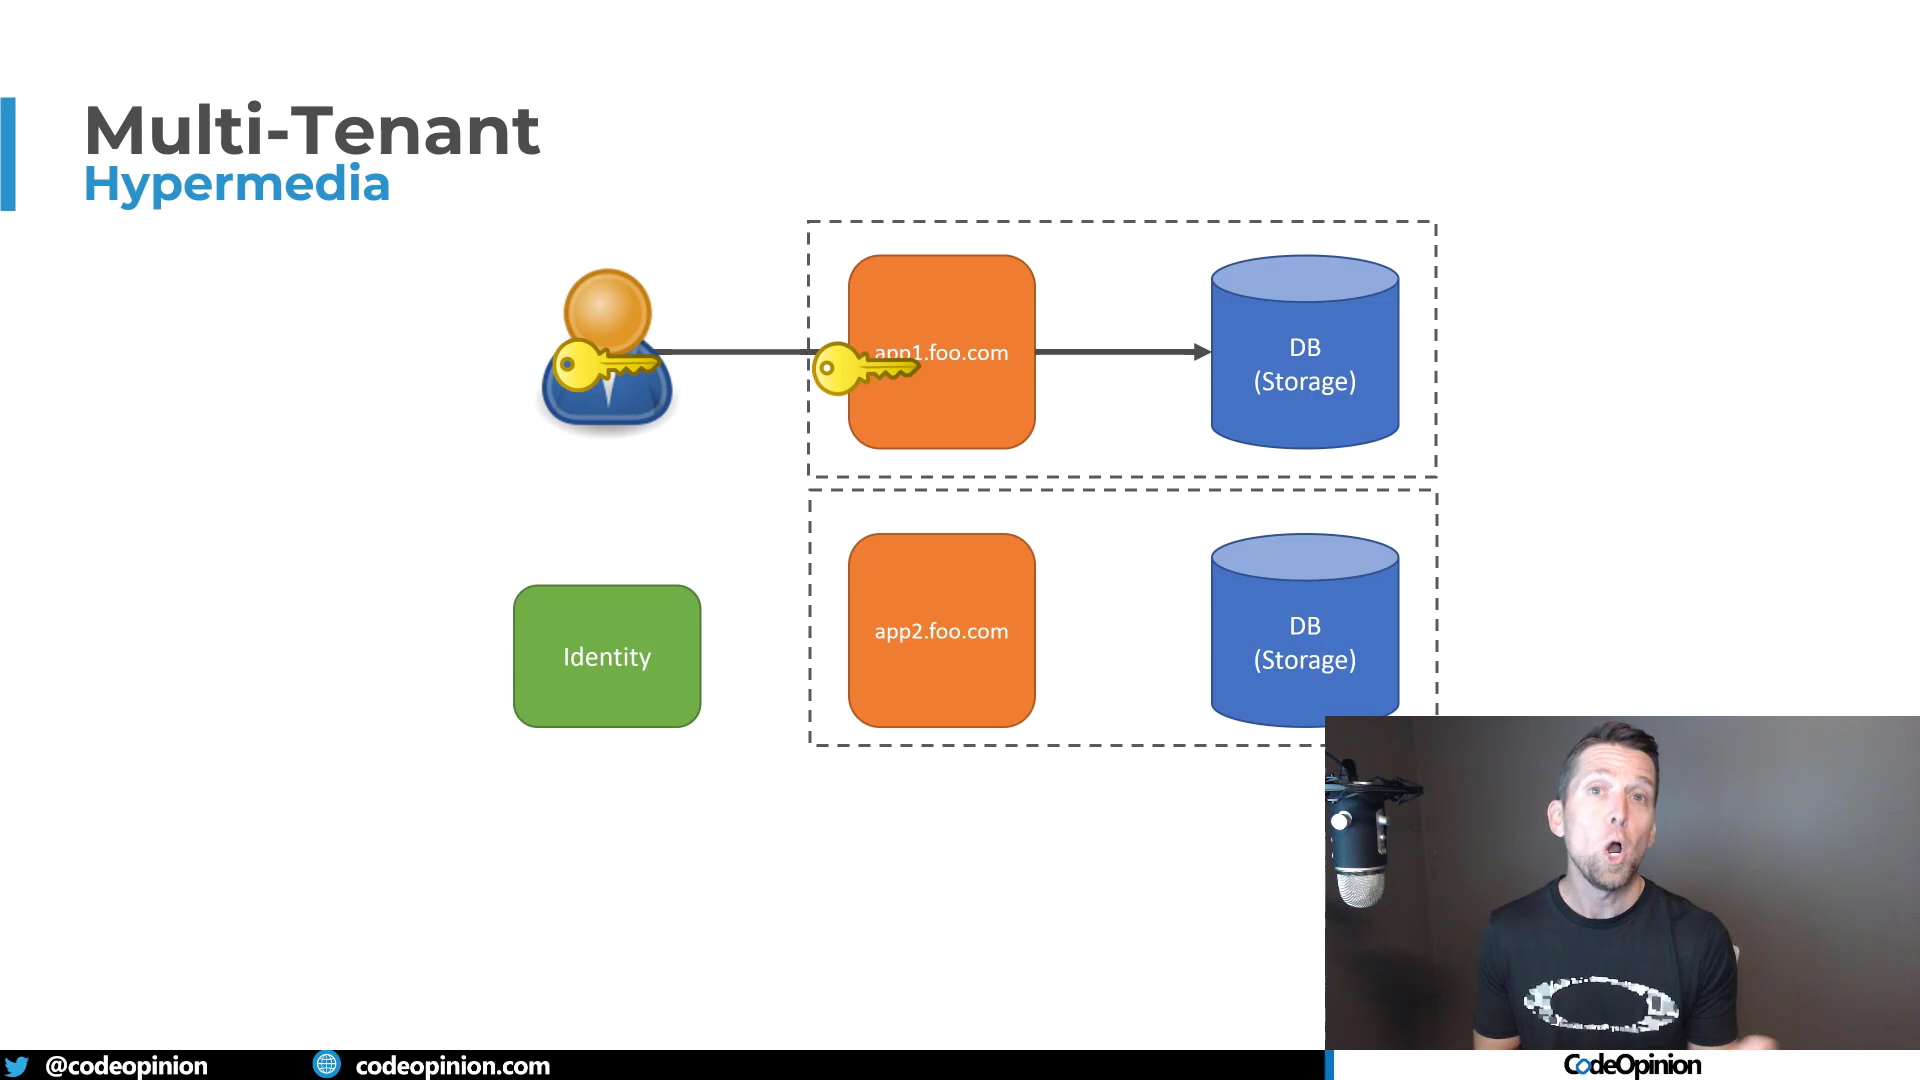 Multi-Tenant
Hypermedia
app1.foo.com
DB
(Storage)
app2.foo.com
DB
(Storage)
Identity
@codeopinion
codeopinion.com
CodeOpinion